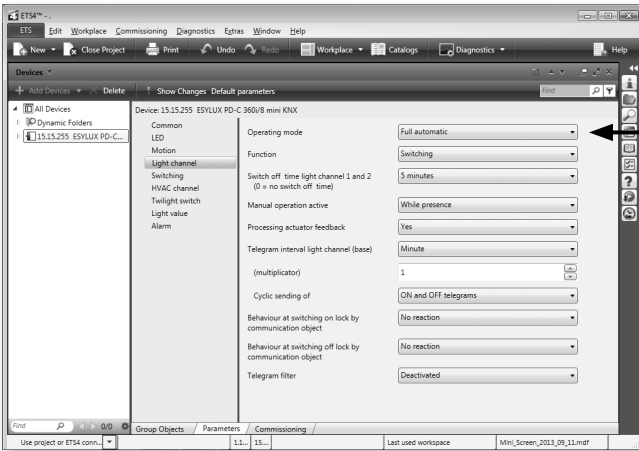 ETS4™ - .
ETS Edit Workplace Commissioning Diagnostics Extras Window Help
New Close Project Print Undo Redo Workplace Catalogs Diagnostics Help
Devices
Add Devices Delete Show Changes Default parameters Find
All Devices
Dynamic Folders
15.15.255 ESYLUX PD-C...
Device: 15.15.255 ESYLUX PD-C 360i/8 mini KNX
Common
LED
Motion
Light channel
Switching
HVAC channel
Twilight switch
Light value
Alarm
Operating mode Full automatic
Function Switching
Switch off time light channel 1 and 2 5 minutes
(0 = no switch off time)
Manual operation active While presence
Processing actuator feedback Yes
Telegram interval light channel (base) Minute
(multiplicator) 1
Cyclic sending of ON and OFF telegrams
Behaviour at switching on lock by No reaction
communication object
Behaviour at switching off lock by No reaction
communication object
Telegram filter Deactivated
Find 0/0
Group Objects Parameters Commissioning
Use project or ETS4 conn... 1.1... 15... Last used workspace Mini_Screen_2013_09_11.mdf